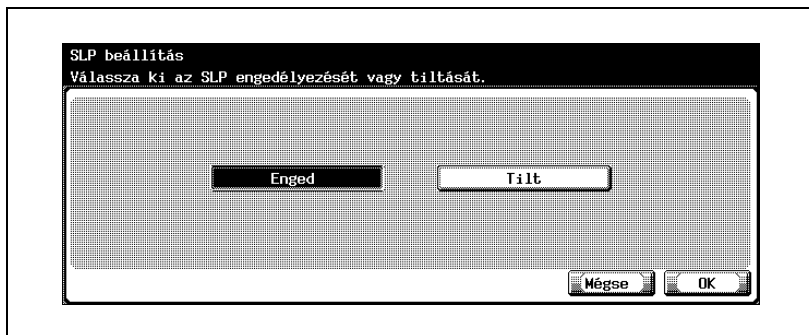 SLP beállítás
Válassza ki az SLP engedélyezését vagy tiltását.
Enged Tilt
Mégse OK